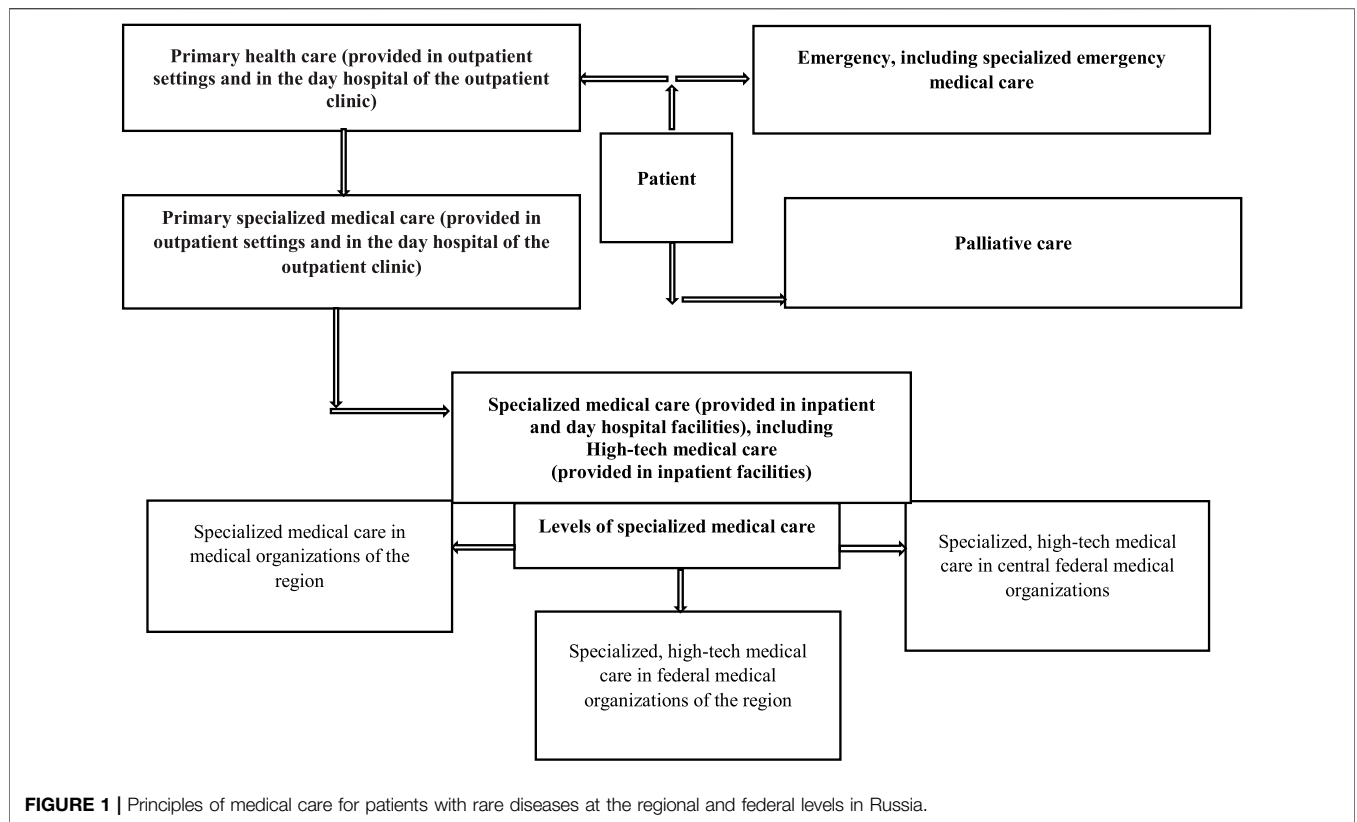 Primary health care (provided in outpatient
settings and in the day hospital of the outpatient
clinic)
Emergency, including specialized emergency
medical care
Patient
Primary specialized medical care (provided in
outpatient settings and in the day hospital of the
outpatient clinic)
Palliative care
Specialized medical care (provided in inpatient
and day hospital facilities), including
High-tech medical care
(provided in inpatient facilities)
Levels of specialized medical care
Specialized medical care in
medical organizations of the
region
Specialized, high-tech medical
care in central federal medical
organizations
Specialized, high-tech medical
care in federal medical
organizations of the region
FIGURE 1 | Principles of medical care for patients with rare diseases at the regional and federal levels in Russia.